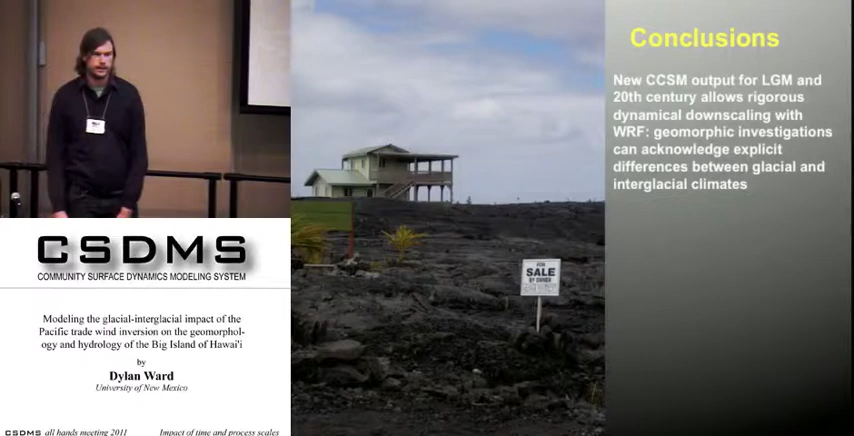 CSDMS
COMMUNITY SURFACE DYNAMICS MODELING SYSTEM
Modeling the glacial-interglacial impact of the
Pacific trade wind inversion on the geomorphol-
ogy and hydrology of the Big Island of Hawai'i
by
Dylan Ward
University of New Mexico
CSDMS all hands meeting 2011
Impact of time and process scales
FOR
SALE
BY OWNER
Conclusions
New CCSM output for LGM and
20th century allows rigorous
dynamical downscaling with
WRF: geomorphic investigations
can acknowledge explicit
differences between glacial and
interglacial climates